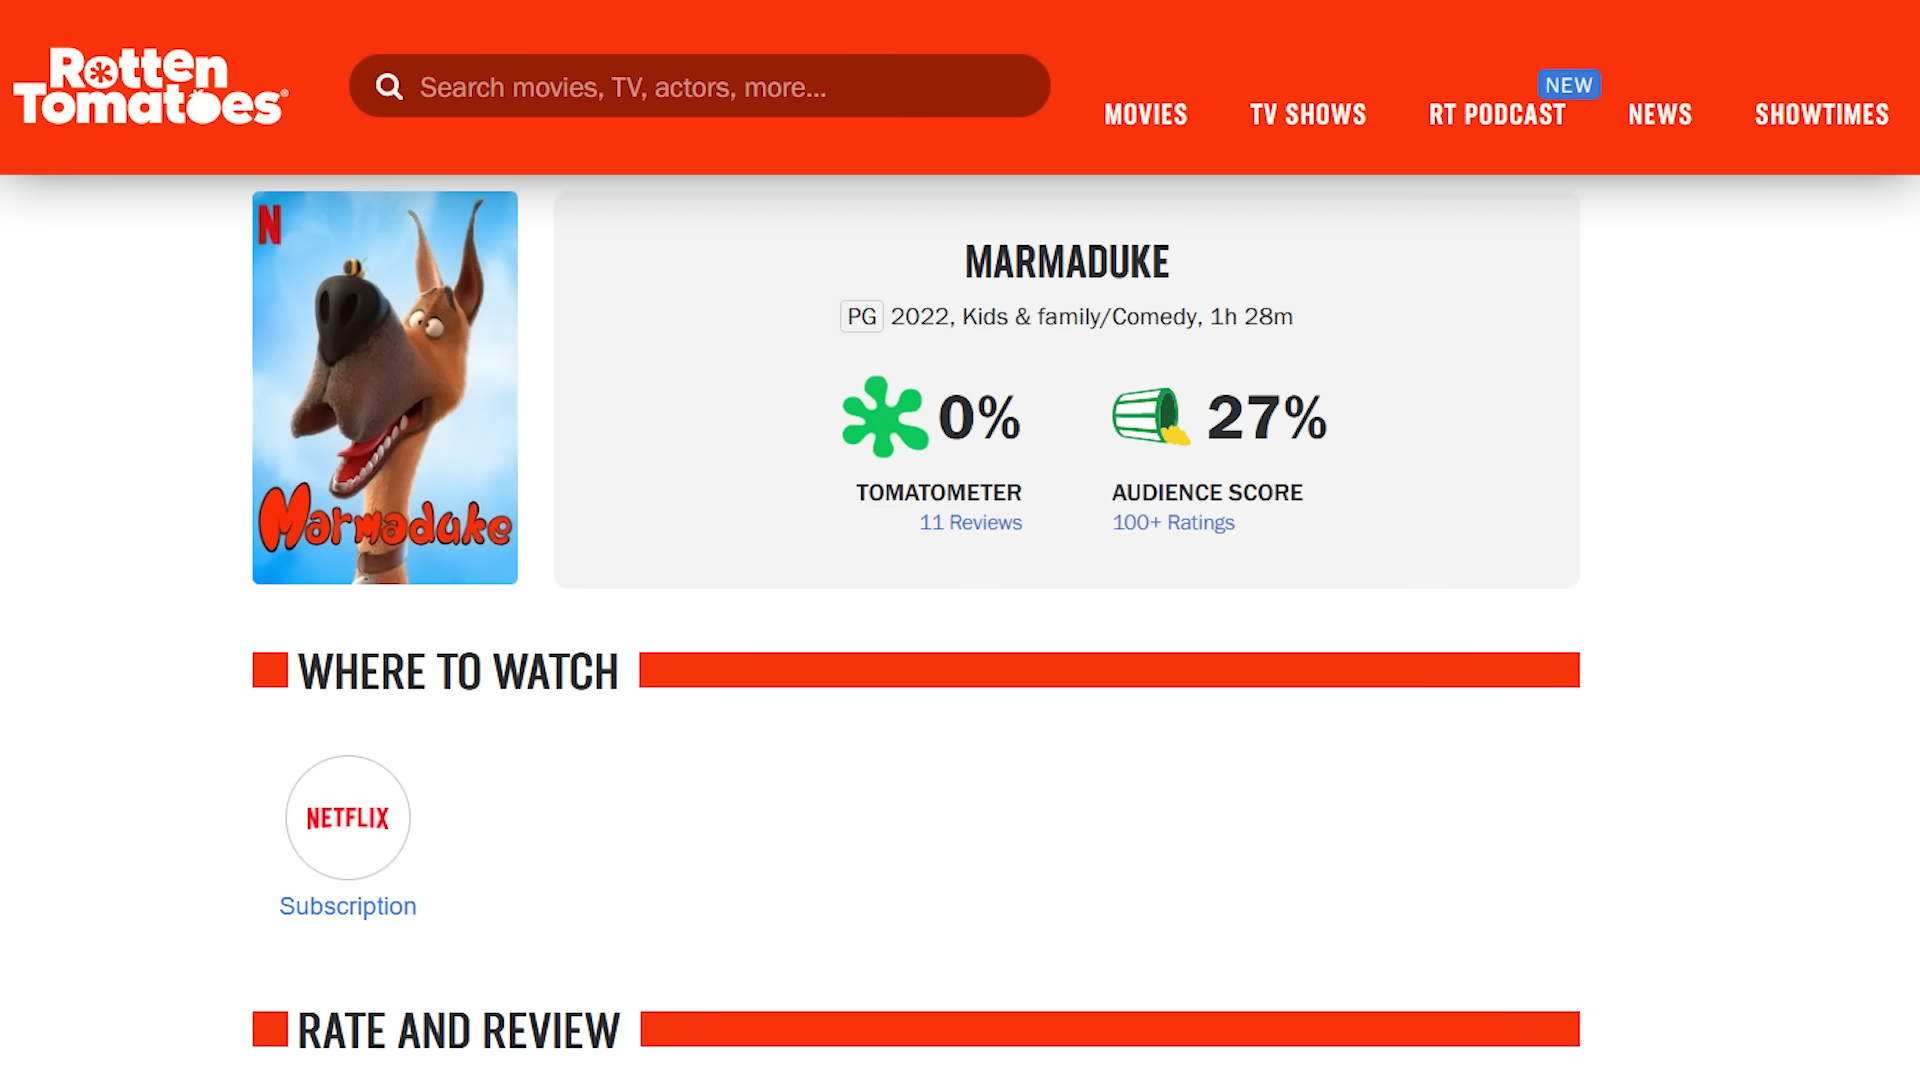 Rotten
Tomatoes®
Search movies, TV, actors, more...
MOVIES
TV SHOWS
NEW
RT PODCAST
NEWS
SHOWTIMES
N
Marmaduke
MARMADUKE
PG 2022, Kids & family/Comedy, 1h 28m
0%
27%
TOMATOMETER
AUDIENCE SCORE
11 Reviews
100+ Ratings
WHERE TO WATCH
NETFLIX
Subscription
RATE AND REVIEW